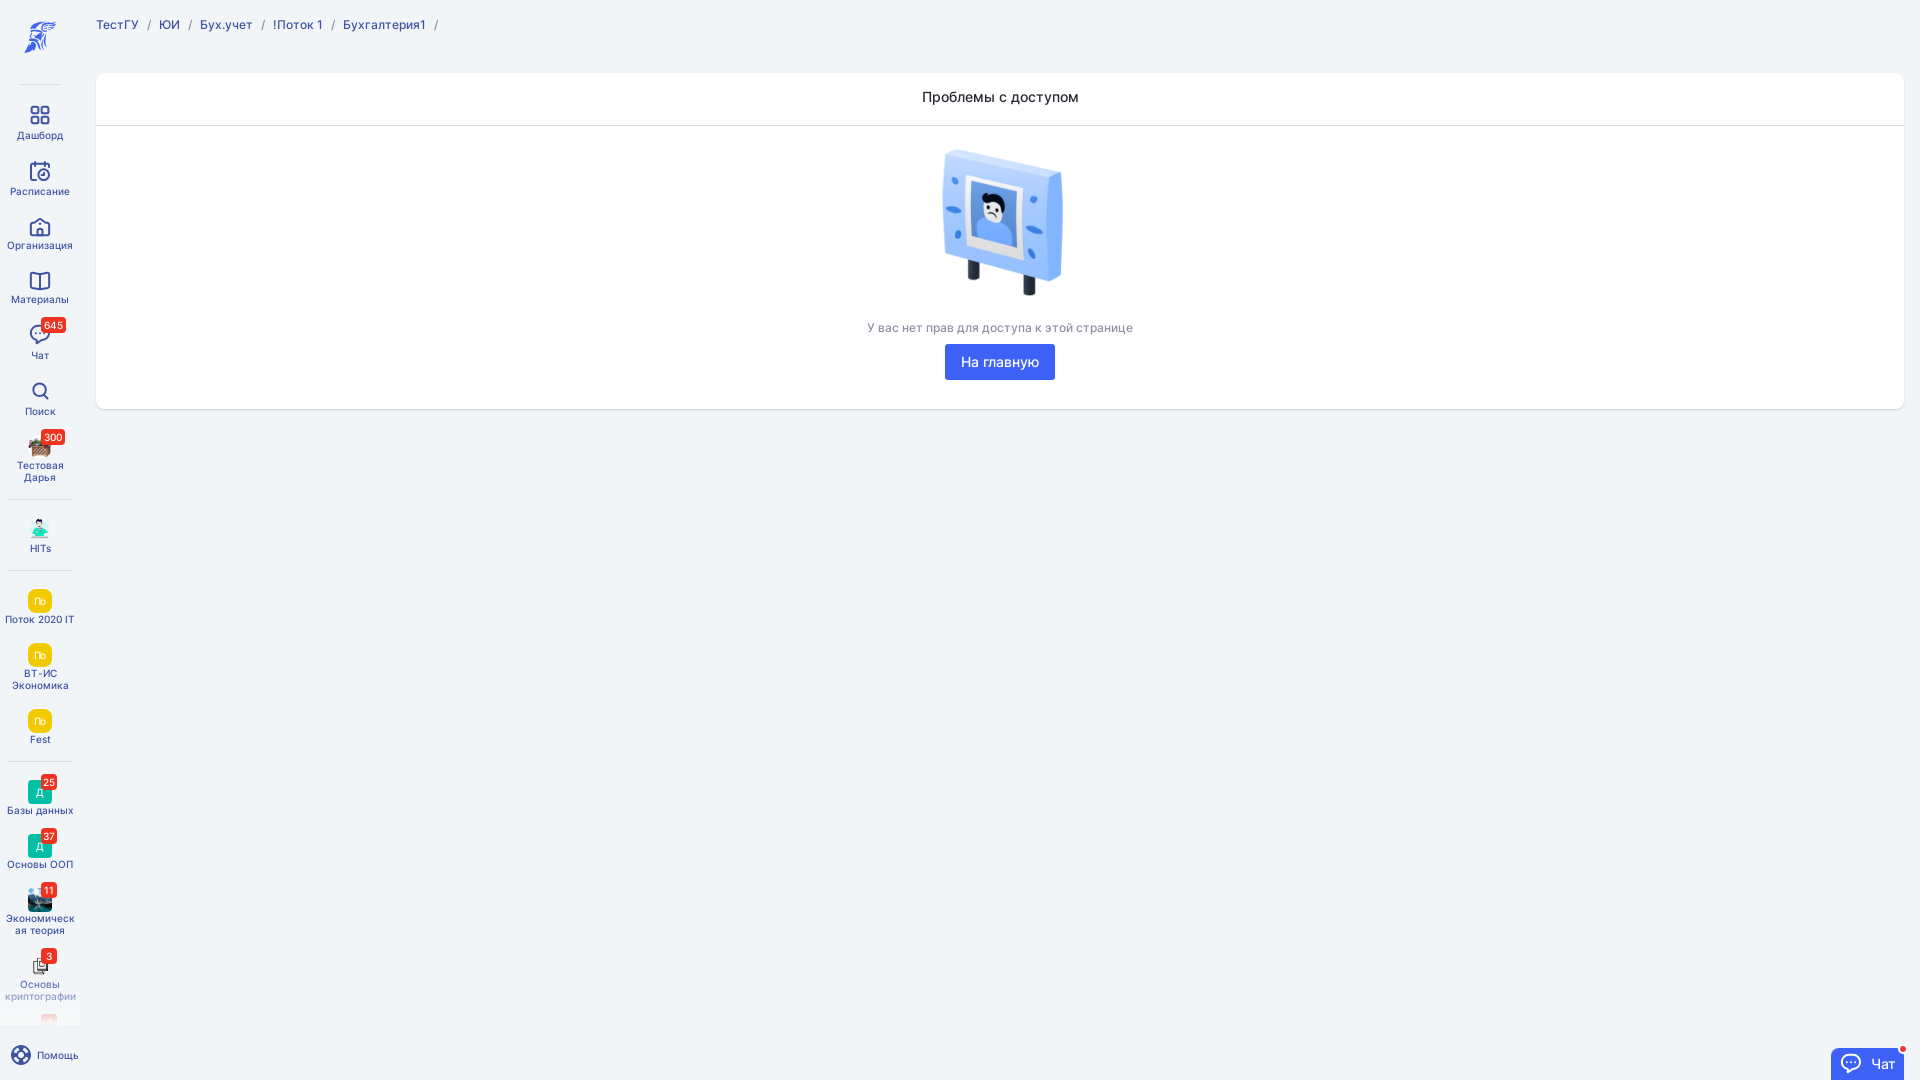 ТестГУ / ЮИ / Бух.учет / !Поток 1 / Бухгалтерия1 /
Проблемы с доступом
У вас нет прав для доступа к этой странице
На главную
Дашборд
Расписание
Организация
Материалы
645
Чат
Поиск
300
Тестовая
Дарья
HITs
По
Поток 2020 IT
По
ВТ-ИС
Экономика
По
Fest
25
Д
Базы данных
37
Д
Основы ООП
11
Экономическ
ая теория
3
Основы
криптографии
Помощь
Чат